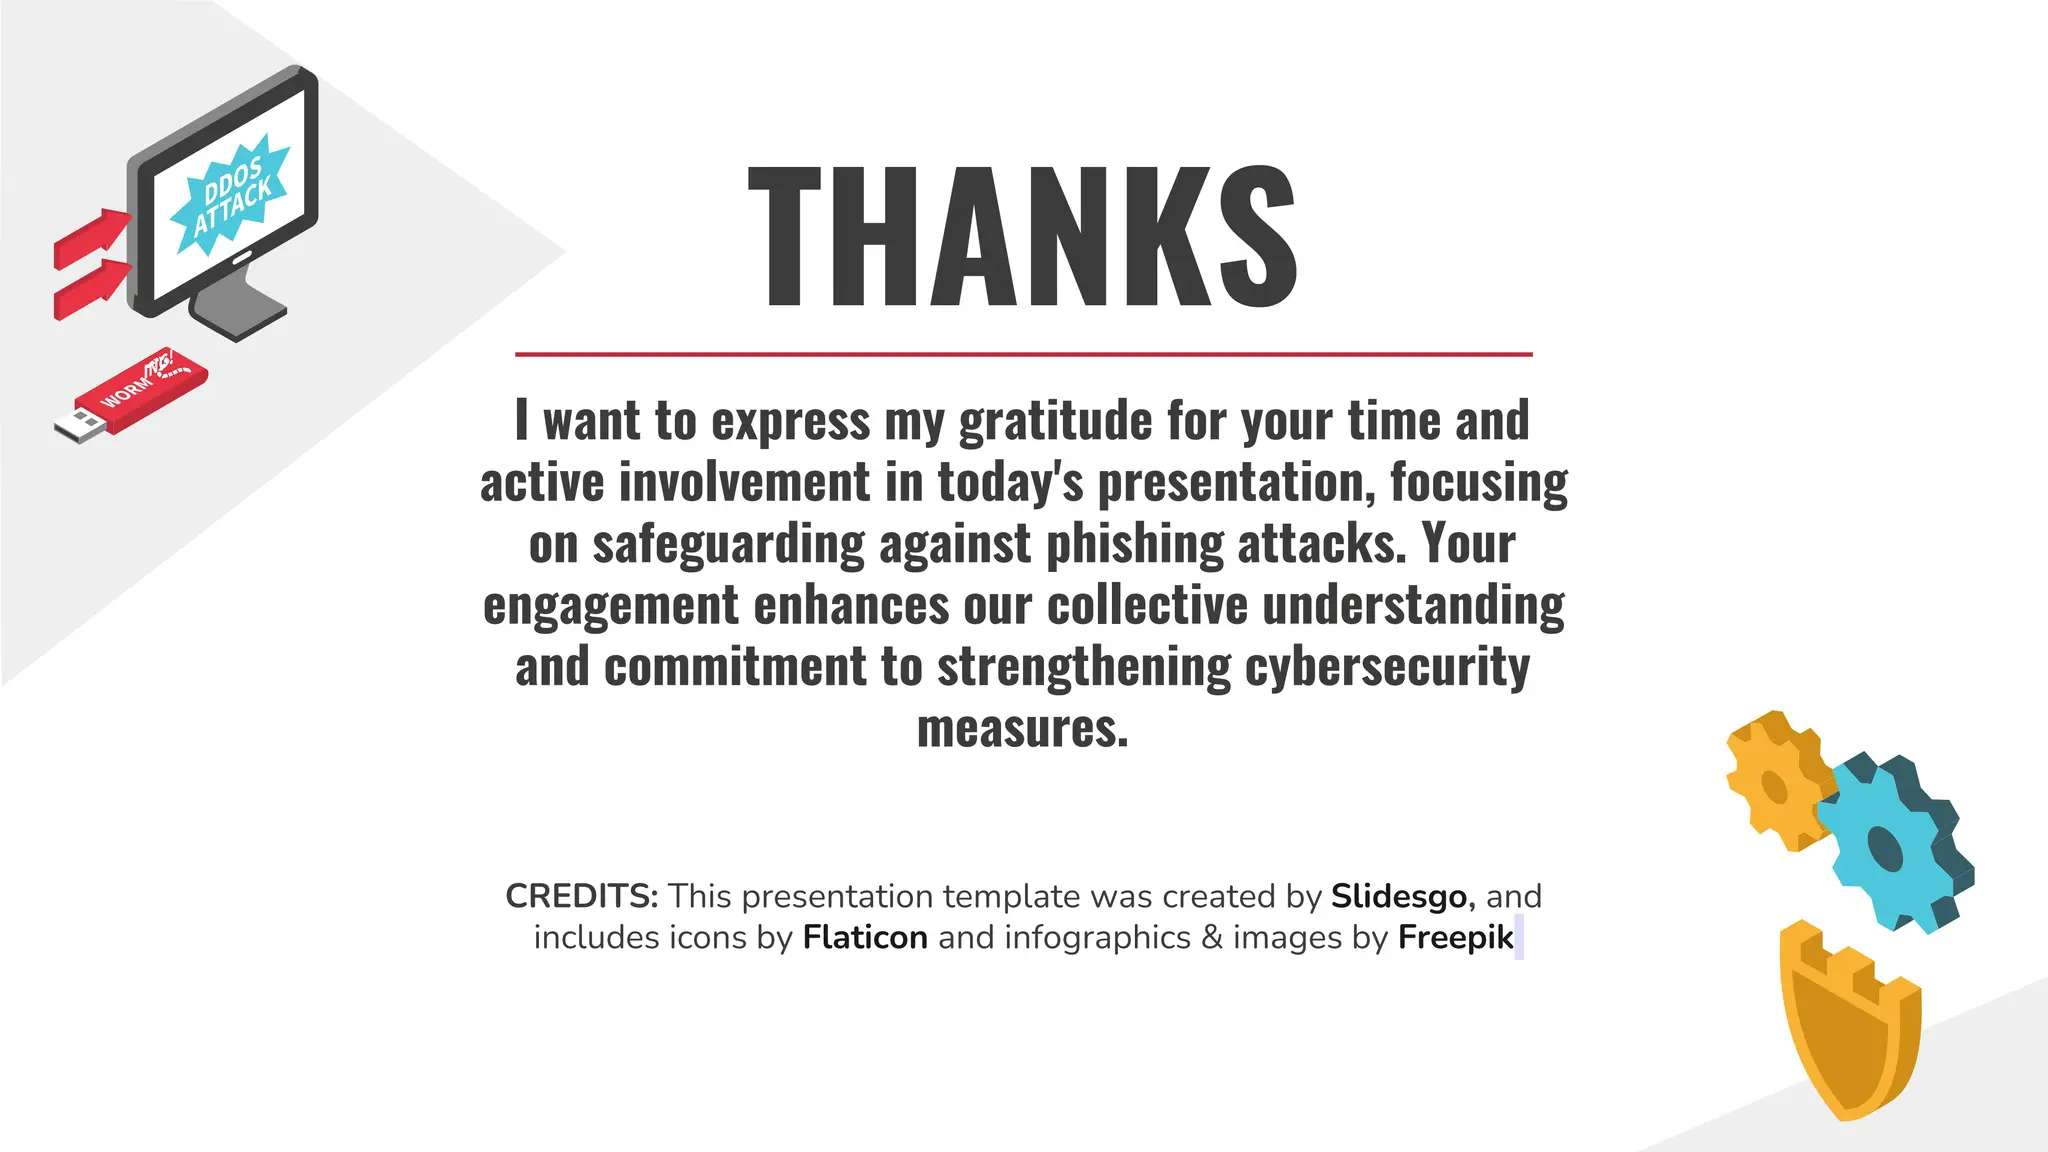 DDOS
ATTACK
WORM
THANKS
I want to express my gratitude for your time and
active involvement in today's presentation, focusing
on safeguarding against phishing attacks. Your
engagement enhances our collective understanding
and commitment to strengthening cybersecurity
measures.
CREDITS: This presentation template was created by Slidesgo, and
includes icons by Flaticon and infographics & images by Freepik